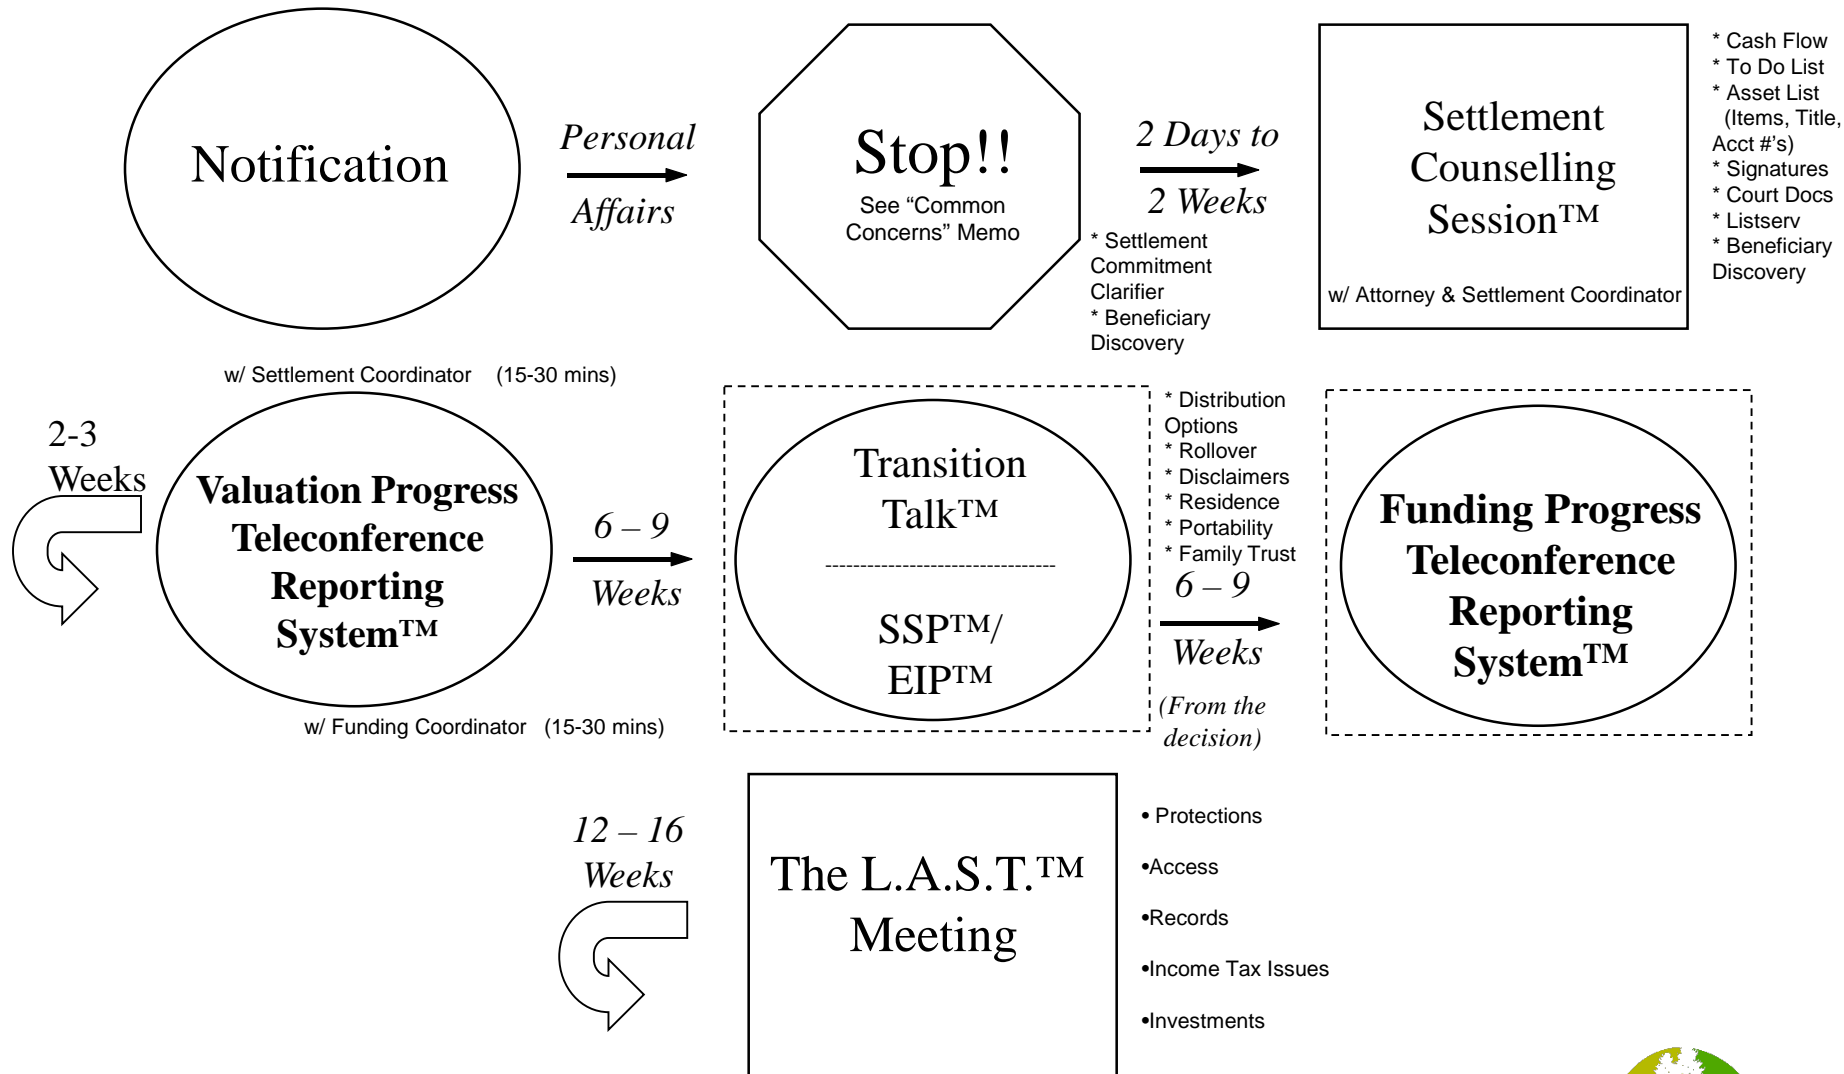 Notification
Personal
Affairs
Stop!!
See “Common
Concerns” Memo
2 Days to
2 Weeks
* Settlement
Commitment
Clarifier
* Beneficiary
Discovery
Settlement
Counselling
Session™
w/ Attorney & Settlement Coordinator
* Cash Flow
* To Do List
* Asset List
(Items, Title,
Acct #'s)
* Signatures
* Court Docs
* Listserv
* Beneficiary
Discovery
w/ Settlement Coordinator (15-30 mins)
2-3
Weeks
Valuation Progress
Teleconference
Reporting
System™
w/ Funding Coordinator (15-30 mins)
6 – 9
Weeks
Transition
Talk™
SSP™/
EIP™
* Distribution
Options
* Rollover
* Disclaimers
* Residence
* Portability
* Family Trust
6 – 9
Weeks
(From the
decision)
Funding Progress
Teleconference
Reporting
System™
12 – 16
Weeks
The L.A.S.T.™
Meeting
• Protections
•Access
•Records
•Income Tax Issues
•Investments